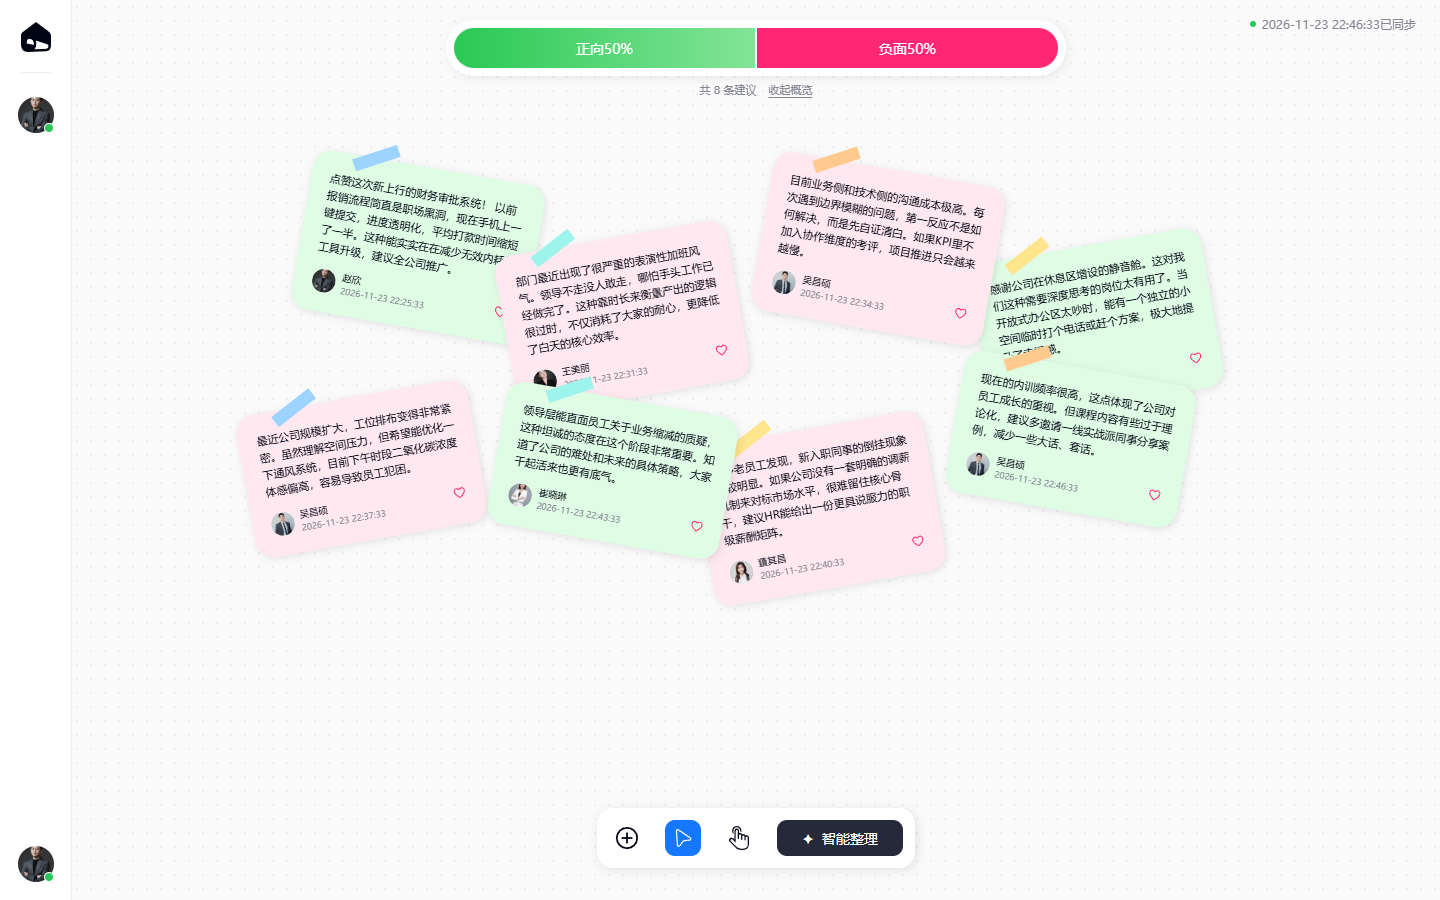 正向50%
负面50%
2026-11-23 22:46:33已同步
共 8 条建议 收起概览
点赞这次新上行的财务审批系统！以前
报销流程简直是职场黑洞，现在手机上一
键提交，进度透明化，平均打款时间缩短
了一半。这种能实实在在减少无效内耗
工具升级，建议全公司推广。
赵欣
2026-11-23 22:25:33
部门最近出现了很严重的表演性加班风
气。领导不走没人敢走，哪怕手头工作已
经做完了。这种靠时长来衡量产出的逻辑
很过时，不仅消耗了大家的耐心，更降低
了白天的核心效率。
王美丽
2026-11-23 22:31:33
目前业务侧和技术侧的沟通成本极高。每
次遇到边界模糊的问题，第一反应不是如
何解决，而是先自证清白。如果KPI里不
加入协作维度的考评，项目推进只会越来
越慢。
吴昌硕
2026-11-23 22:34:33
感谢公司在休息区增设的静音舱。这对我
们这种需要深度思考的岗位太有用了。当
开放式办公区太吵时，能有一个独立的小
空间临时打个电话或赶个方案，极大地提
感。
最近公司规模扩大，工位排布变得非常紧
密。虽然理解空间压力，但希望能优化一
下通风系统，目前下午时段二氧化碳浓度
体感偏高，容易导致员工犯困。
吴昌硕
2026-11-23 22:37:33
领导层能直面员工关于业务缩减的质疑，
这种坦诚的态度在这个阶段非常重要。知
道了公司的难处和未来的具体策略，大家
干起活来也更有底气。
崔晓琳
2026-11-23 22:43:33
老员工发现，新入职同事的倒挂现象
较明显。如果公司没有一套明确的调薪
机制来对标市场水平，很难留住核心骨
干，建议HR能给出一份更具说服力的职
级薪酬矩阵。
2026-11-23 22:40:33
现在的内训频率很高，这点体现了公司对
员工成长的重视。但课程内容有些过于理
论化，建议多邀请一线实战派同事分享案
例，减少一些大话、套话。
吴昌硕
2026-11-23 22:46:33
智能整理